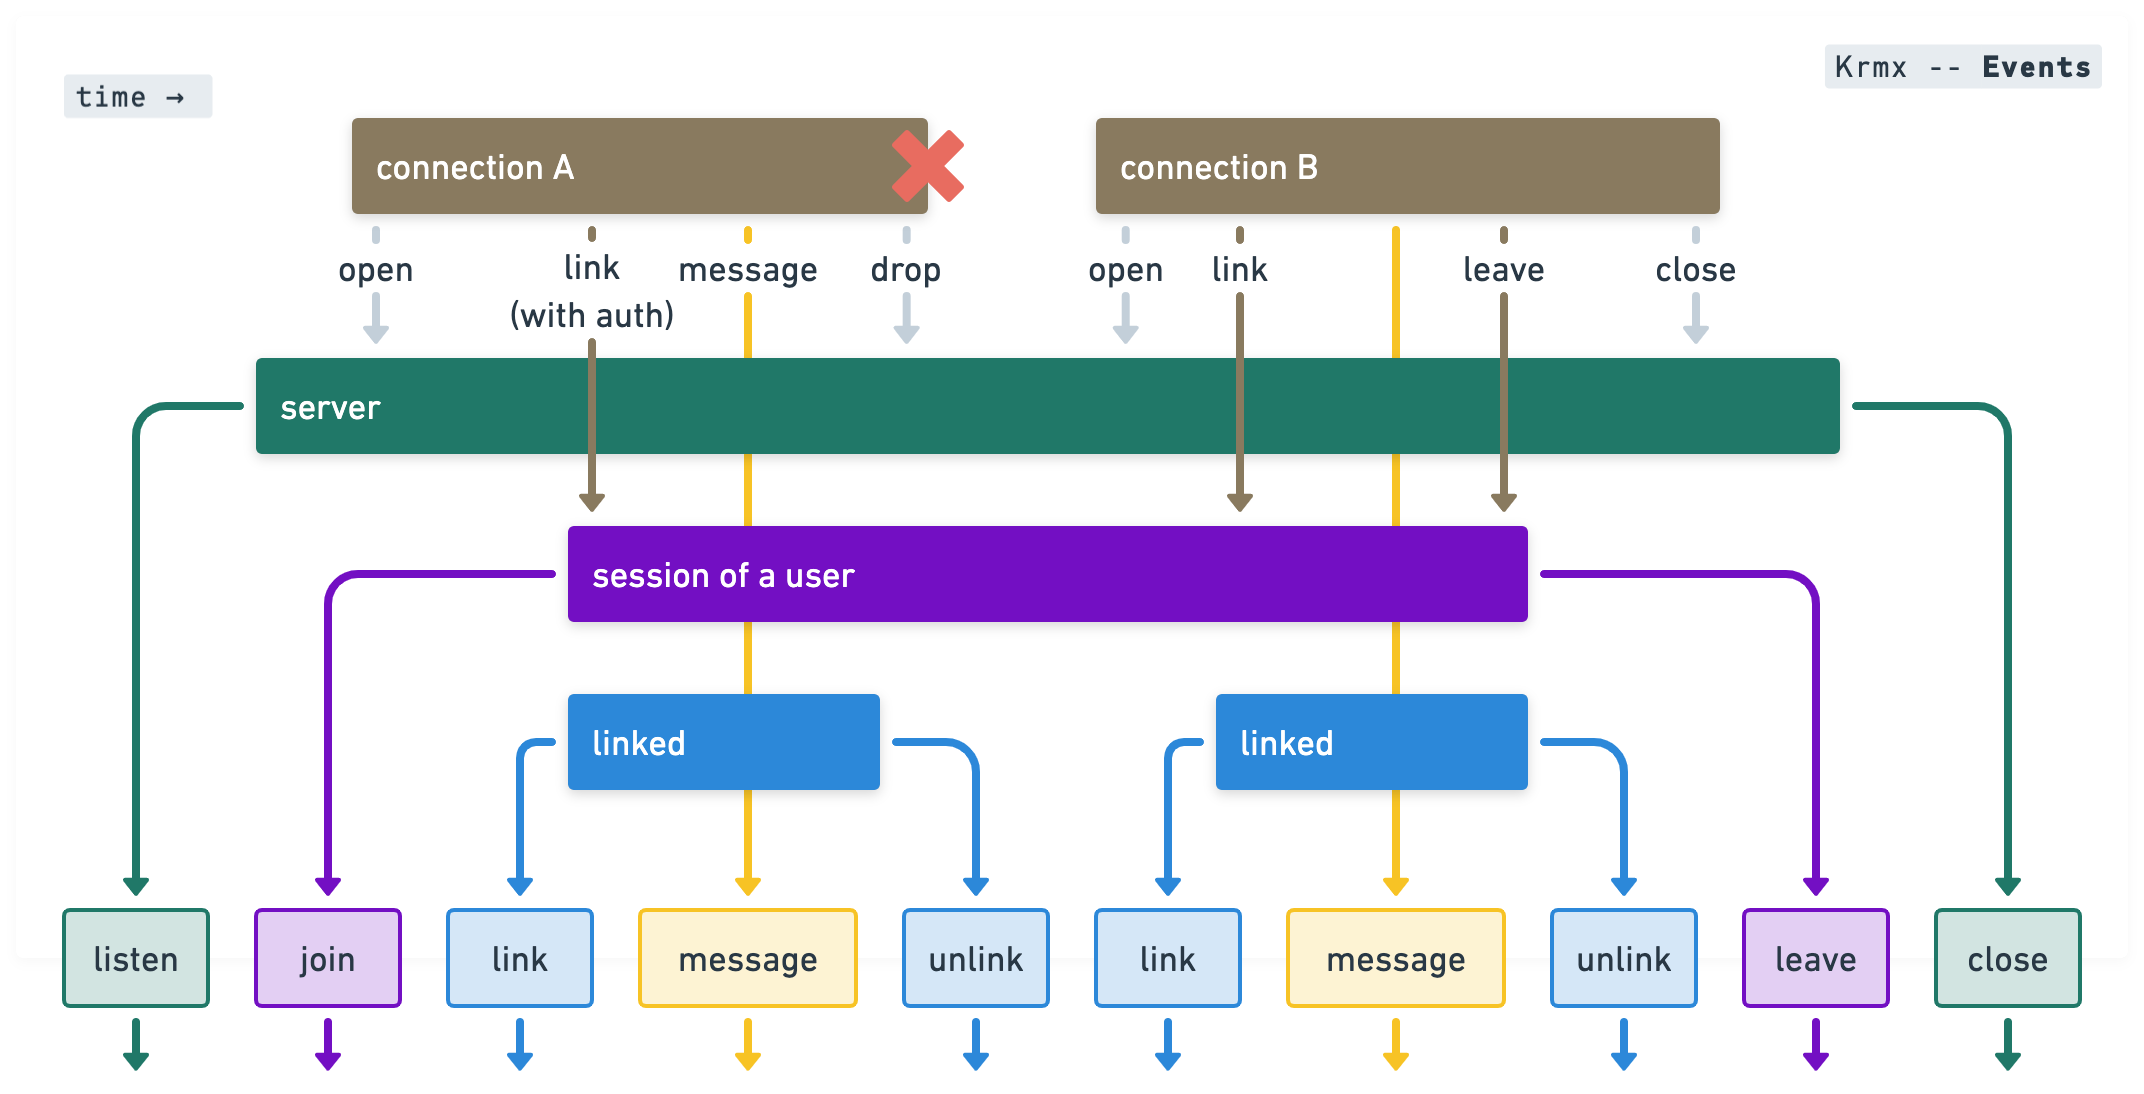 Krmx -- Events
time →
connection A
connection B
open
link
(with auth)
message
drop
open
link
leave
close
server
session of a user
linked
linked
listen
join
link
message
unlink
link
message
unlink
leave
close